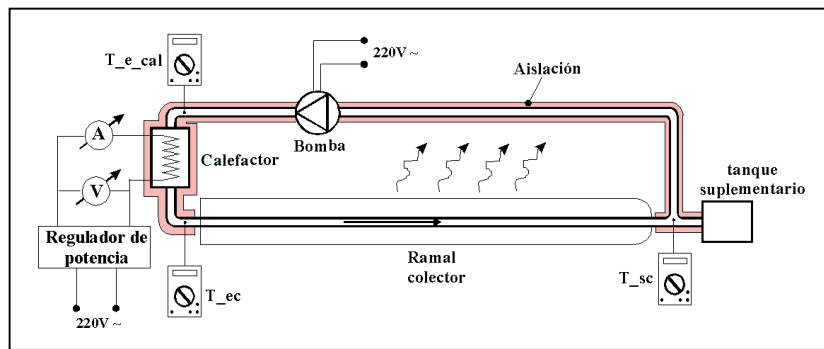 T_e_cal
220V ~
Aislación
A
Bomba
Calefactor
V
tanque
suplementario
Regulador de
potencia
Ramal
colector
T_ec
T_sc
220V ~